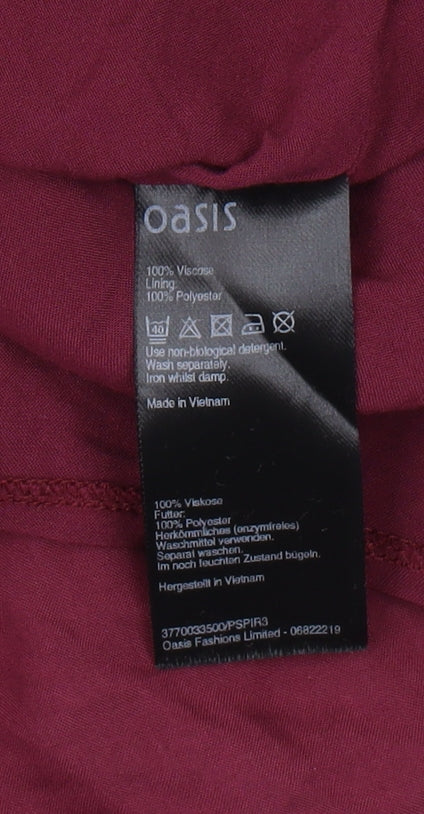 oasis
100% Viscose
Lining:
100% Polyester
40
Use non-biological detergent.
Wash separately.
Iron whilst damp.
Made in Vietnam
100% Viskose
Futter:
100% Polyester
Herkömmliches (enzymfreies)
Waschmittel verwenden.
Separat waschen.
Im noch feuchten Zustand bügeln.
Hergestellt in Vietnam
3770033500/PSPIR3
Oasis Fashions Limited - 06822219